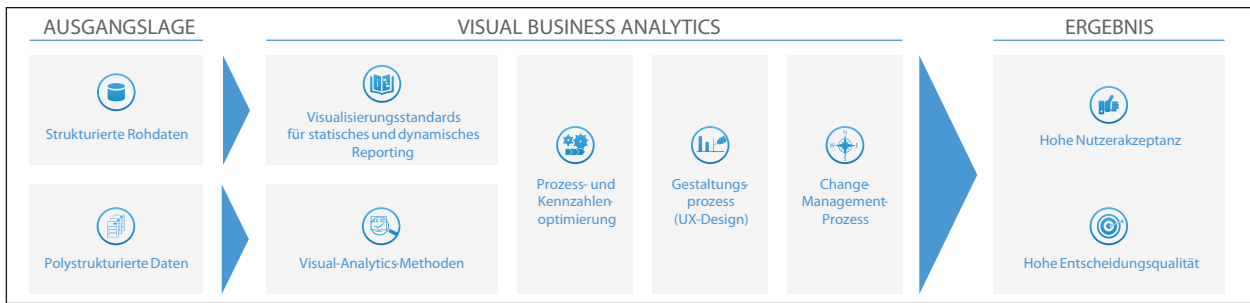 AUSGANGSLAGE
VISUAL BUSINESS ANALYTICS
ERGEBNIS
Strukturierte Rohdaten
Polystrukturierte Daten
Visualisierungsstandards
für statisches und dynamisches
Reporting
Visual-Analytics-Methoden
Prozess- und
Kennzahlen-
optimierung
Gestaltungs-
prozess
(UX-Design)
N
W
E
S
Change-
Management-
Prozess
Hohe Nutzerakzeptanz
Hohe Entscheidungsqualität